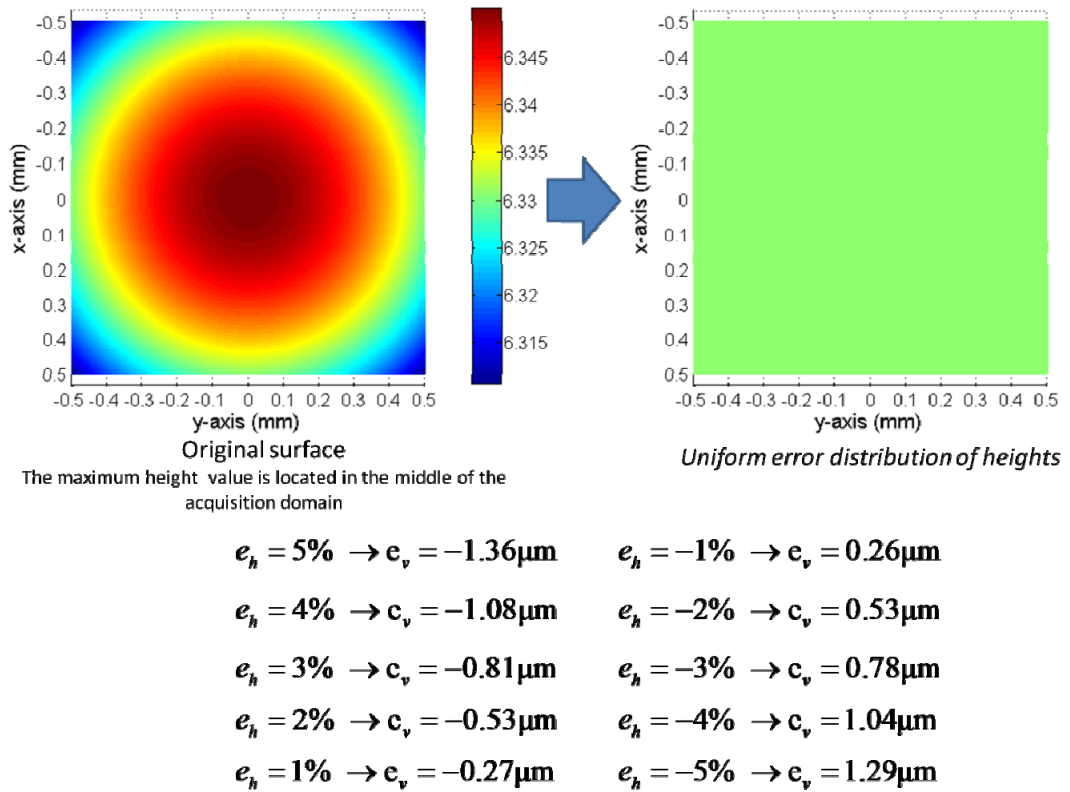 -0.5
-0.4
-0.3
-0.2
-0.1
0
0.1
0.2
0.3
0.4
0.5
x-axis (mm)
-0.5 -0.4 -0.3 -0.2 -0.1 0 0.1 0.2 0.3 0.4 0.5
y-axis (mm)
6.345
6.34
6.335
6.33
6.325
6.32
6.315
-0.5
-0.4
-0.3
-0.2
-0.1
0
0.1
0.2
0.3
0.4
0.5
x-axis (mm)
-0.5 -0.4 -0.3 -0.2 -0.1 0 0.1 0.2 0.3 0.4 0.5
y-axis (mm)
Original surface
The maximum height value is located in the middle of the
acquisition domain
Uniform error distribution of heights
e_h = 5% → e_v = −1.36μm e_h = −1% → e_v = 0.26μm
e_h = 4% → c_v = −1.08μm e_h = −2% → c_v = 0.53μm
e_h = 3% → c_v = −0.81μm e_h = −3% → c_v = 0.78μm
e_h = 2% → c_v = −0.53μm e_h = −4% → c_v = 1.04μm
e_h = 1% → e_v = −0.27μm e_h = −5% → e_v = 1.29μm